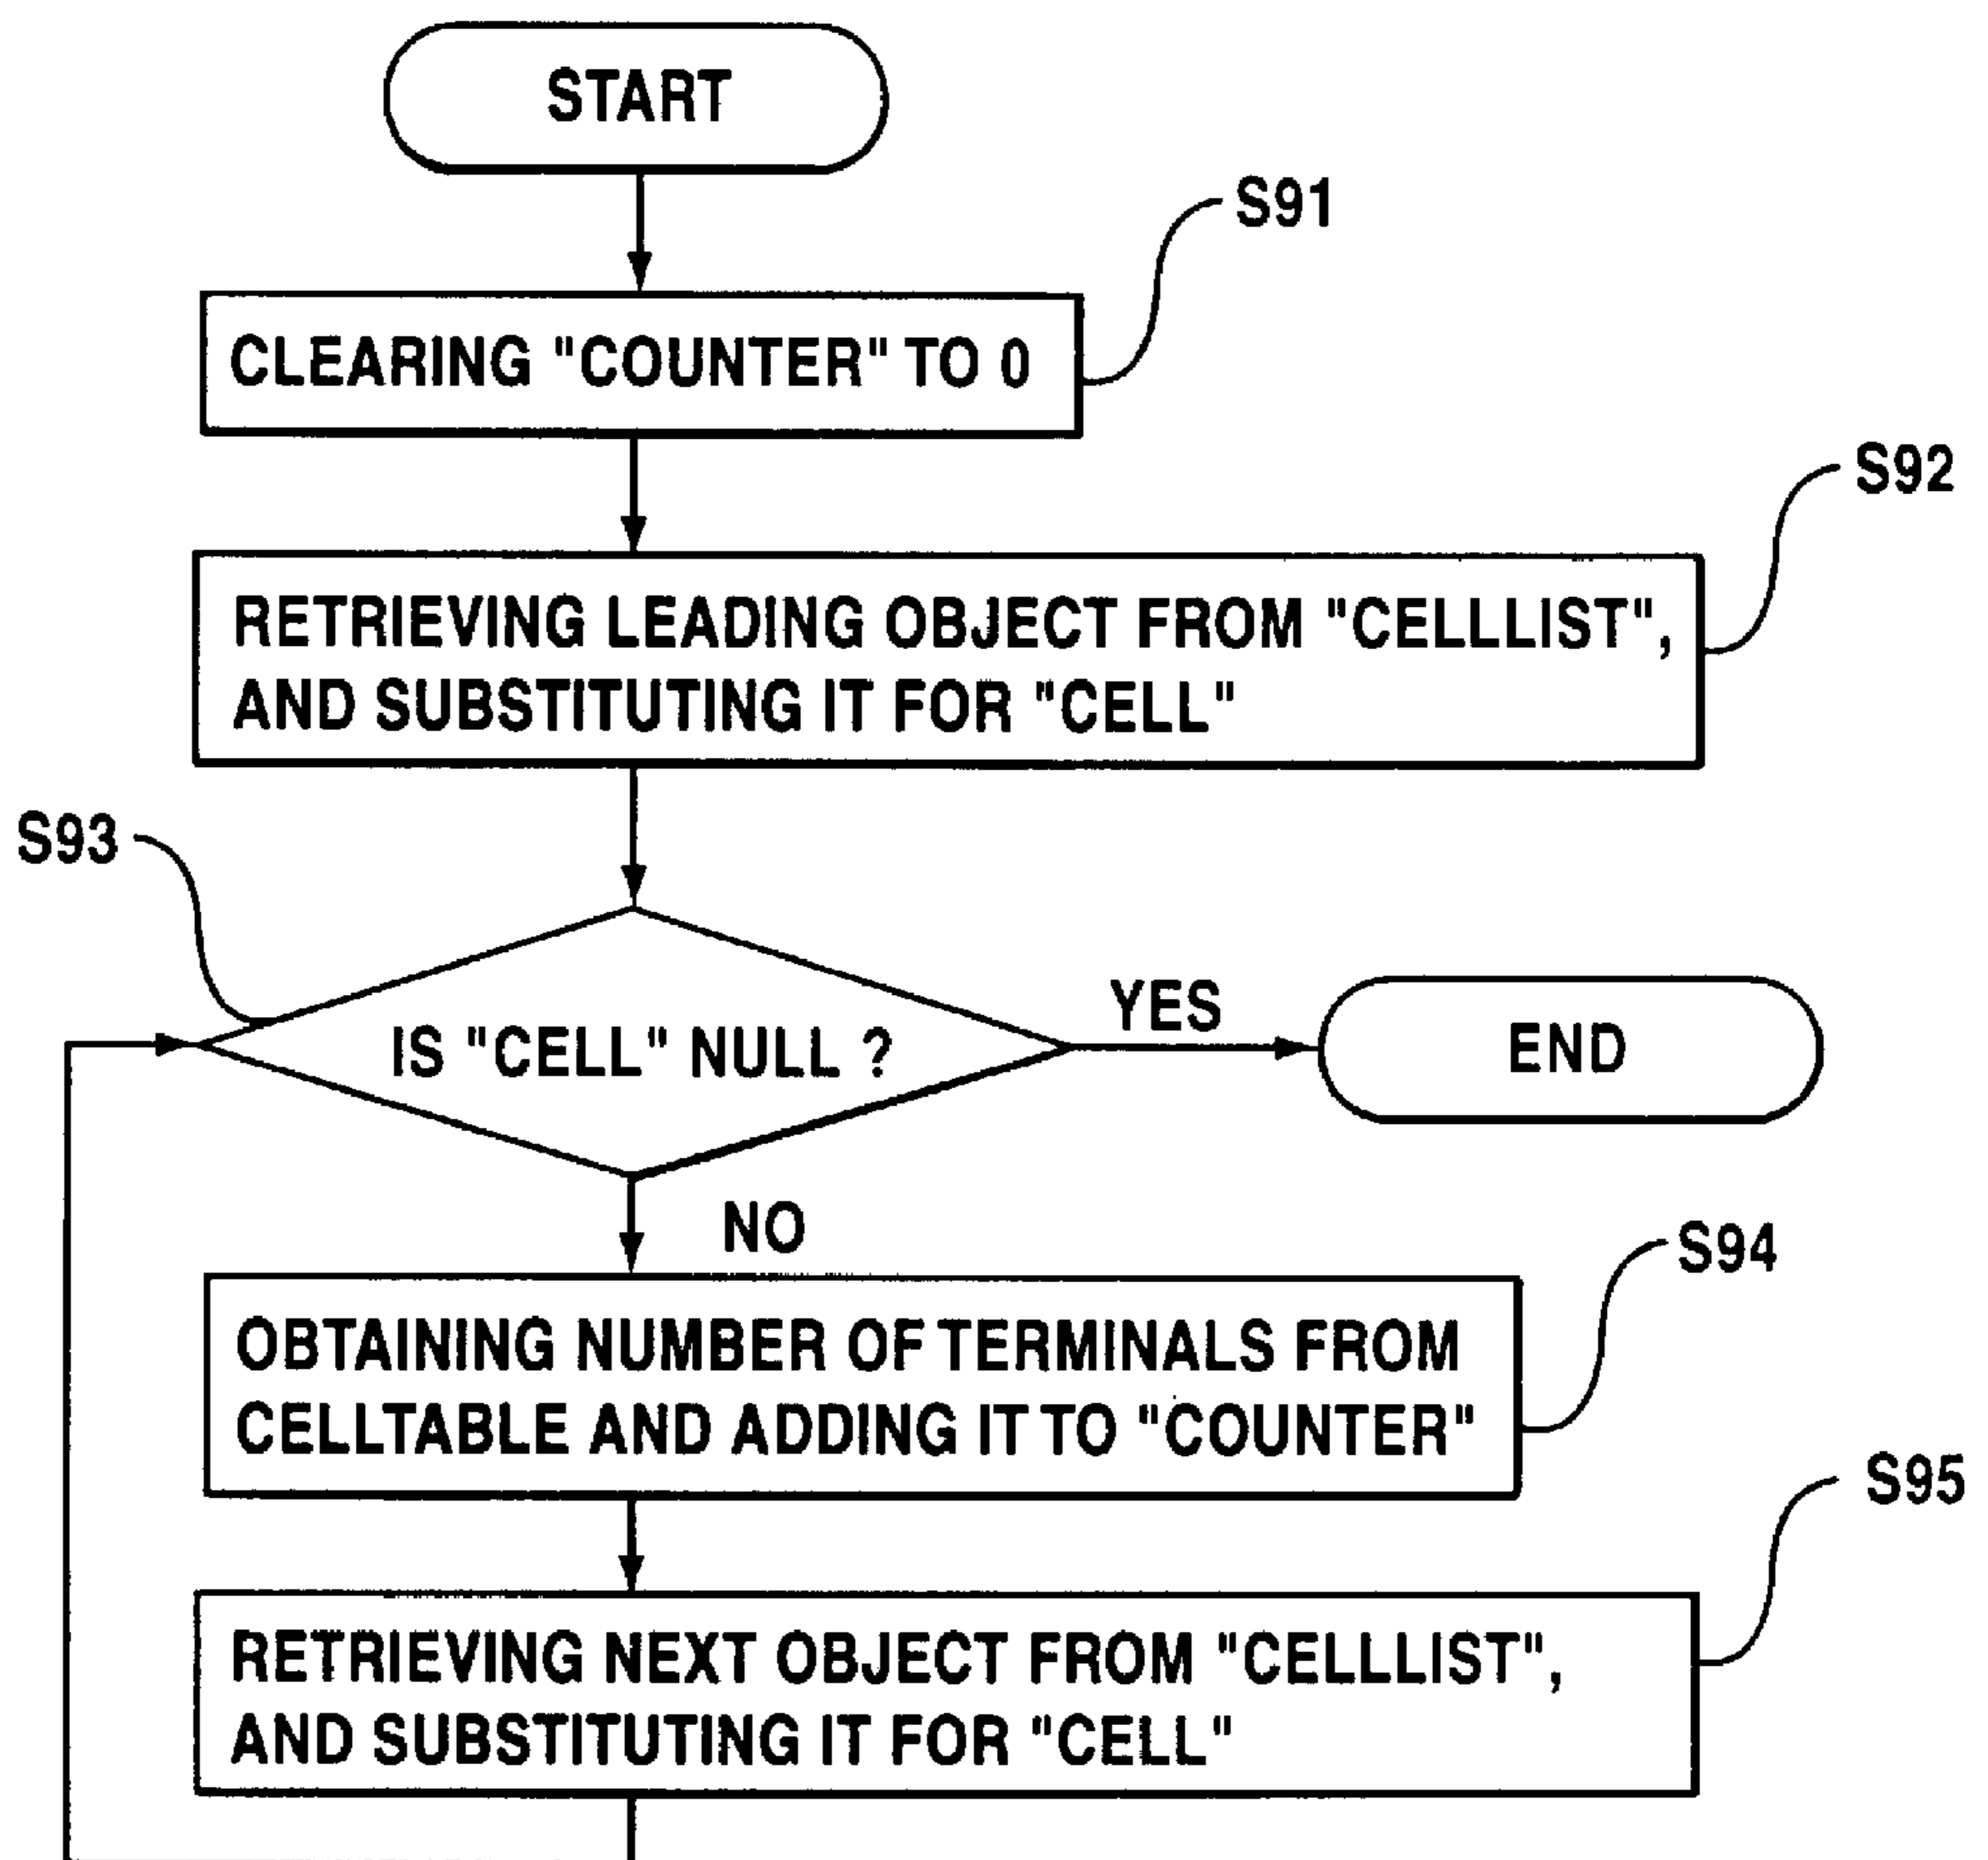 START
S91
CLEARING "COUNTER" TO 0
S92
RETRIEVING LEADING OBJECT FROM "CELLLIST",
AND SUBSTITUTING IT FOR "CELL"
S93
IS "CELL" NULL ?
YES
END
NO
S94
OBTAINING NUMBER OF TERMINALS FROM
CELLTABLE AND ADDING IT TO "COUNTER"
S95
RETRIEVING NEXT OBJECT FROM "CELLLIST",
AND SUBSTITUTING IT FOR "CELL"